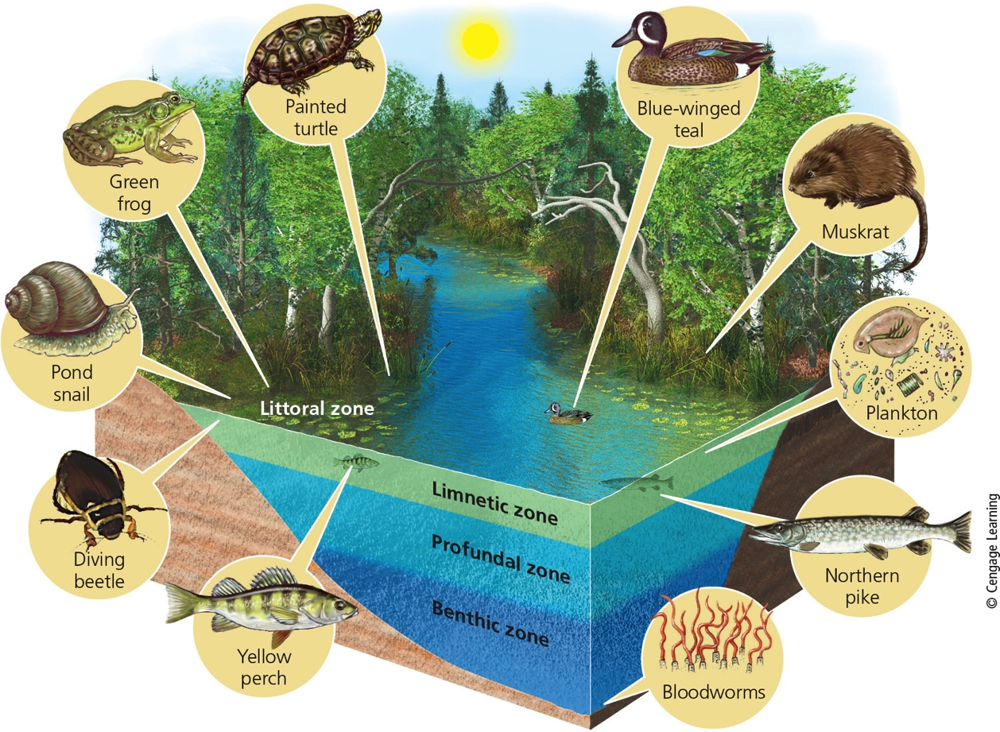 Painted
turtle
Blue-winged
teal
Green
frog
Muskrat
Pond
snail
Plankton
Littoral zone
Limnetic zone
Profundal zone
Benthic zone
Diving
beetle
Northern
pike
Yellow
perch
Bloodworms
© Cengage Learning